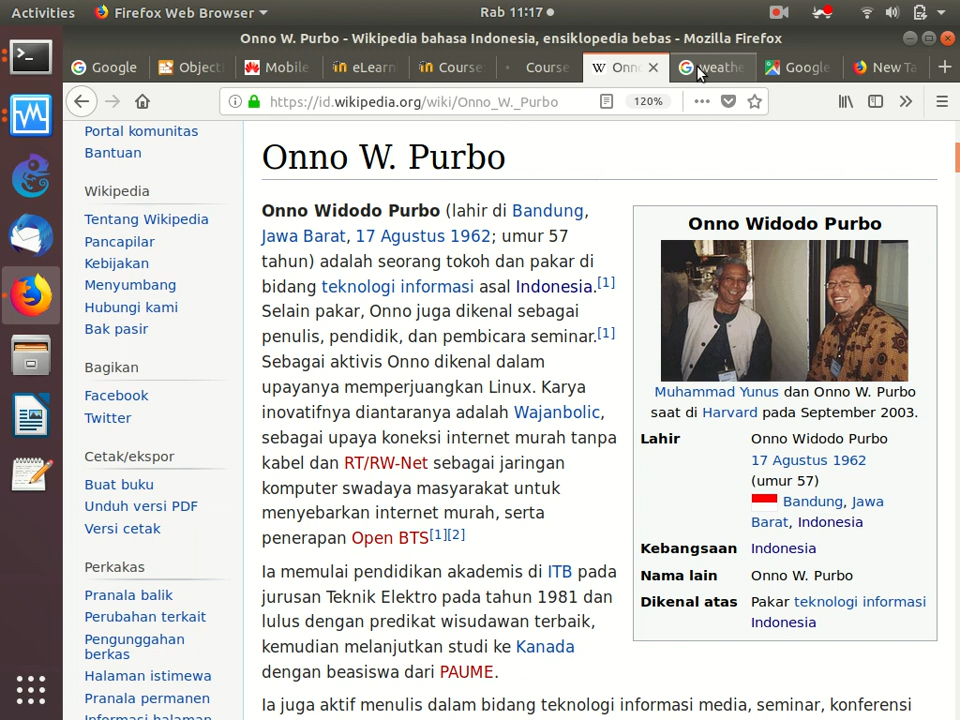 Activities Firefox Web Browser Rab 11:17
Onno W. Purbo - Wikipedia bahasa Indonesia, ensiklopedia bebas - Mozilla Firefox
Google Object Mobile eLearn Course Course Onno weathe Google New Ta
https://id.wikipedia.org/wiki/Onno_W._Purbo 120%
Portal komunitas
Bantuan
Wikipedia
Tentang Wikipedia
Pancapilar
Kebijakan
Menyumbang
Hubungi kami
Bak pasir
Bagikan
Facebook
Twitter
Cetak/ekspor
Buat buku
Unduh versi PDF
Versi cetak
Perkakas
Pranala balik
Perubahan terkait
Pengunggahan
berkas
Halaman istimewa
Pranala permanen
Informasi halaman
Onno W. Purbo
Onno Widodo Purbo (lahir di Bandung,
Jawa Barat, 17 Agustus 1962; umur 57
tahun) adalah seorang tokoh dan pakar di
bidang teknologi informasi asal Indonesia.[1]
Selain pakar, Onno juga dikenal sebagai
penulis, pendidik, dan pembicara seminar.[1]
Sebagai aktivis Onno dikenal dalam
upayanya memperjuangkan Linux. Karya
inovatifnya diantaranya adalah Wajanbolic,
sebagai upaya koneksi internet murah tanpa
kabel dan RT/RW-Net sebagai jaringan
komputer swadaya masyarakat untuk
menyebarkan internet murah, serta
penerapan Open BTS[1][2]
Ia memulai pendidikan akademis di ITB pada
jurusan Teknik Elektro pada tahun 1981 dan
lulus dengan predikat wisudawan terbaik,
kemudian melanjutkan studi ke Kanada
dengan beasiswa dari PAUME.
Ia juga aktif menulis dalam bidang teknologi informasi media, seminar, konferensi
Onno Widodo Purbo
Muhammad Yunus dan Onno W. Purbo
saat di Harvard pada September 2003.
Lahir Onno Widodo Purbo
17 Agustus 1962
(umur 57)
Bandung, Jawa
Barat, Indonesia
Kebangsaan Indonesia
Nama lain Onno W. Purbo
Dikenal atas Pakar teknologi informasi
Indonesia